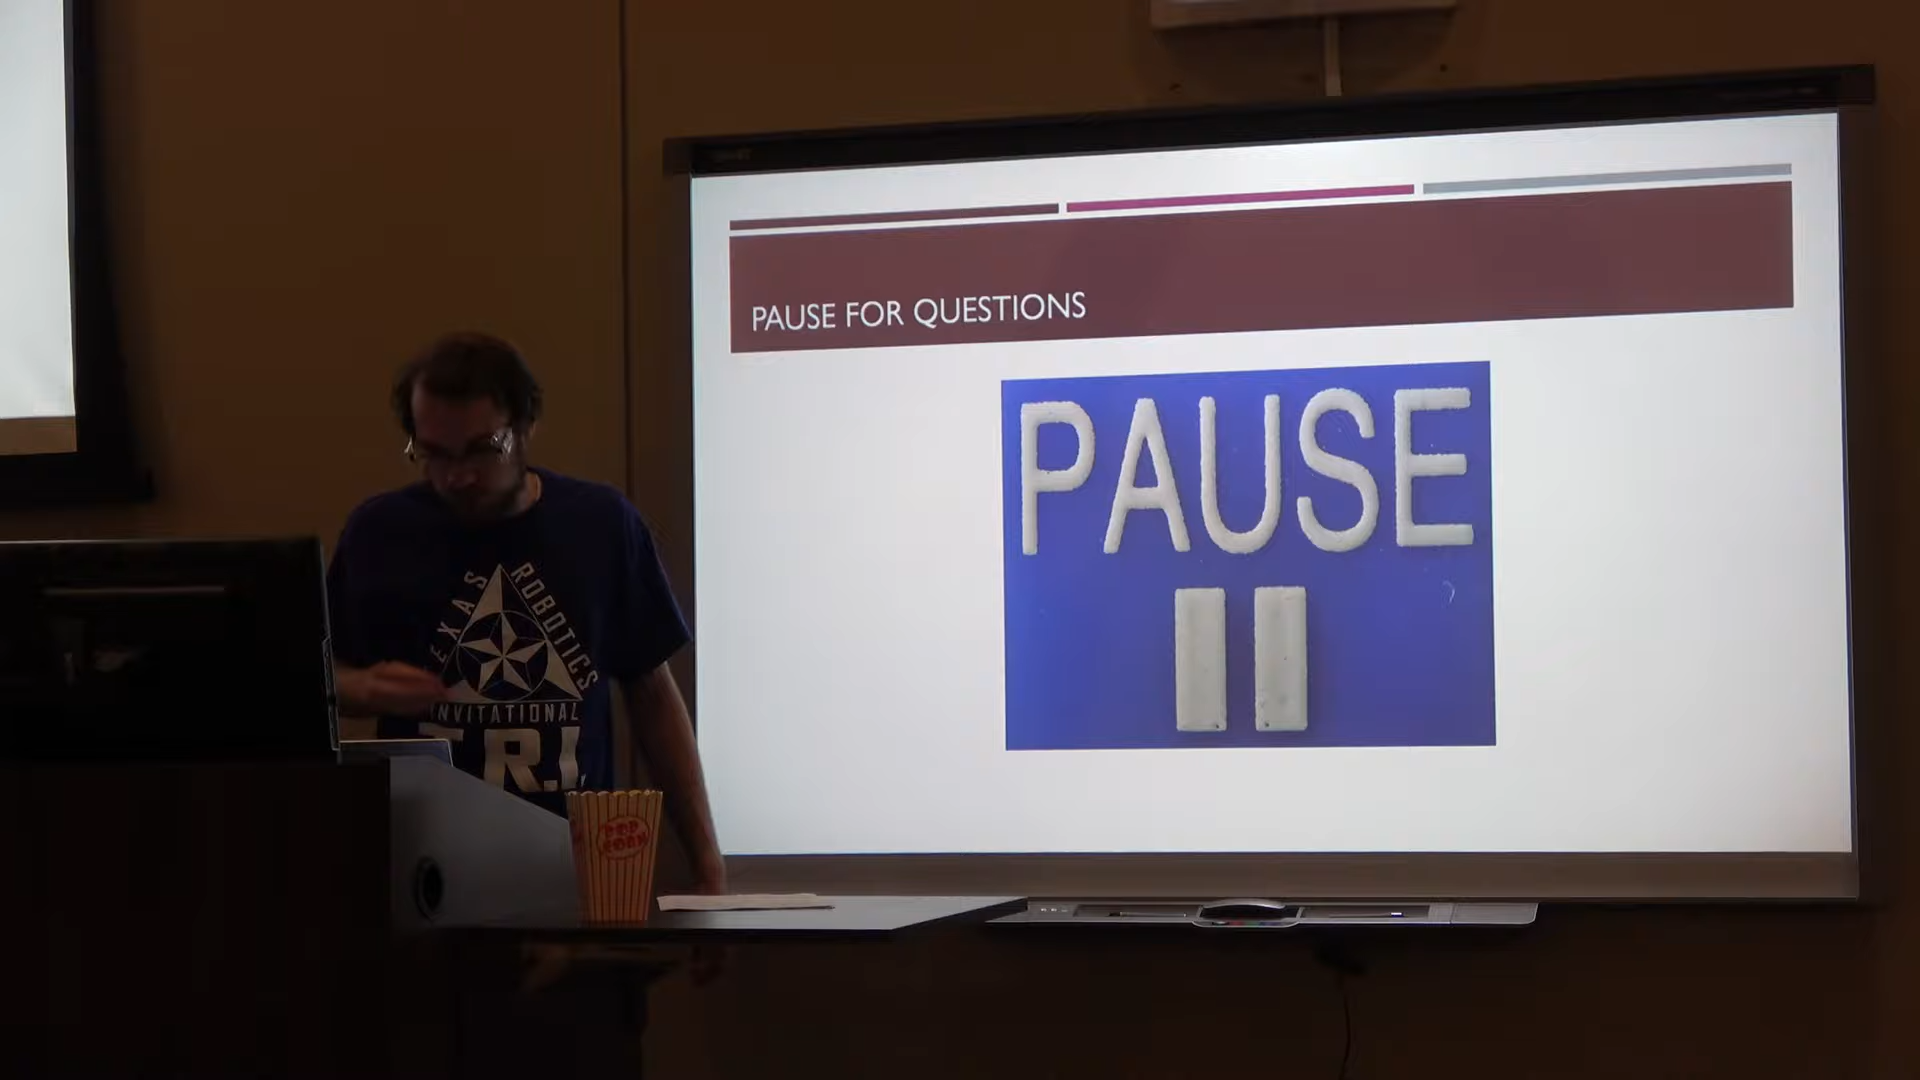 PAUSE FOR QUESTIONS
PAUSE
TEXAS ROBOTICS
INVITATIONAL
T.R.I.
POP
CORN